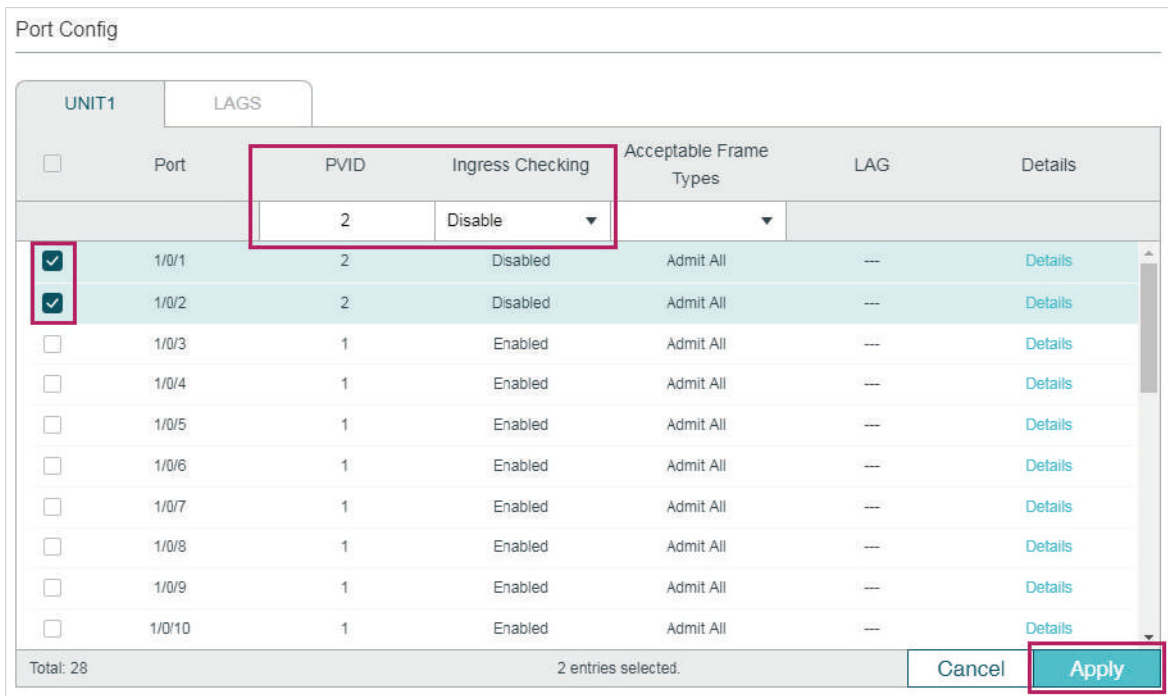 Port Config
UNIT1 LAGS
Port PVID Ingress Checking Acceptable Frame Types LAG Details
2 Disable
1/0/1 2 Disabled Admit All --- Details
1/0/2 2 Disabled Admit All --- Details
1/0/3 1 Enabled Admit All --- Details
1/0/4 1 Enabled Admit All --- Details
1/0/5 1 Enabled Admit All --- Details
1/0/6 1 Enabled Admit All --- Details
1/0/7 1 Enabled Admit All --- Details
1/0/8 1 Enabled Admit All --- Details
1/0/9 1 Enabled Admit All --- Details
1/0/10 1 Enabled Admit All --- Details
Total: 28 2 entries selected. Cancel Apply